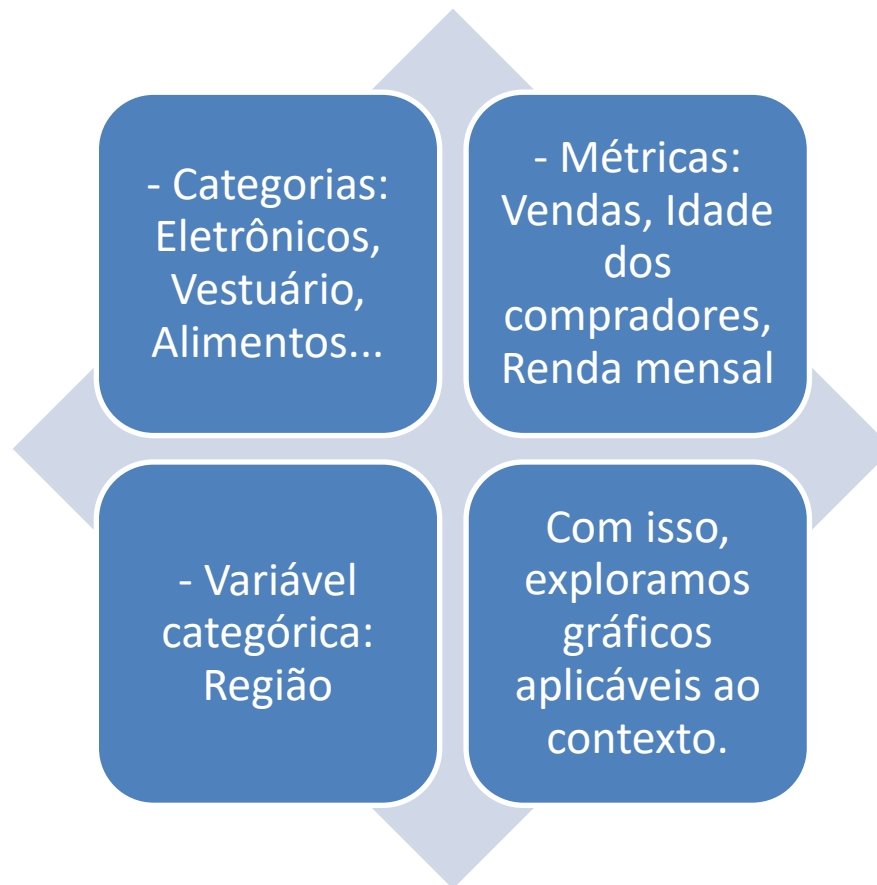 - Categorias:
Eletrônicos,
Vestuário,
Alimentos...
- Métricas:
Vendas, Idade
dos
compradores,
Renda mensal
- Variável
categórica:
Região
Com isso,
exploramos
gráficos
aplicáveis ao
contexto.